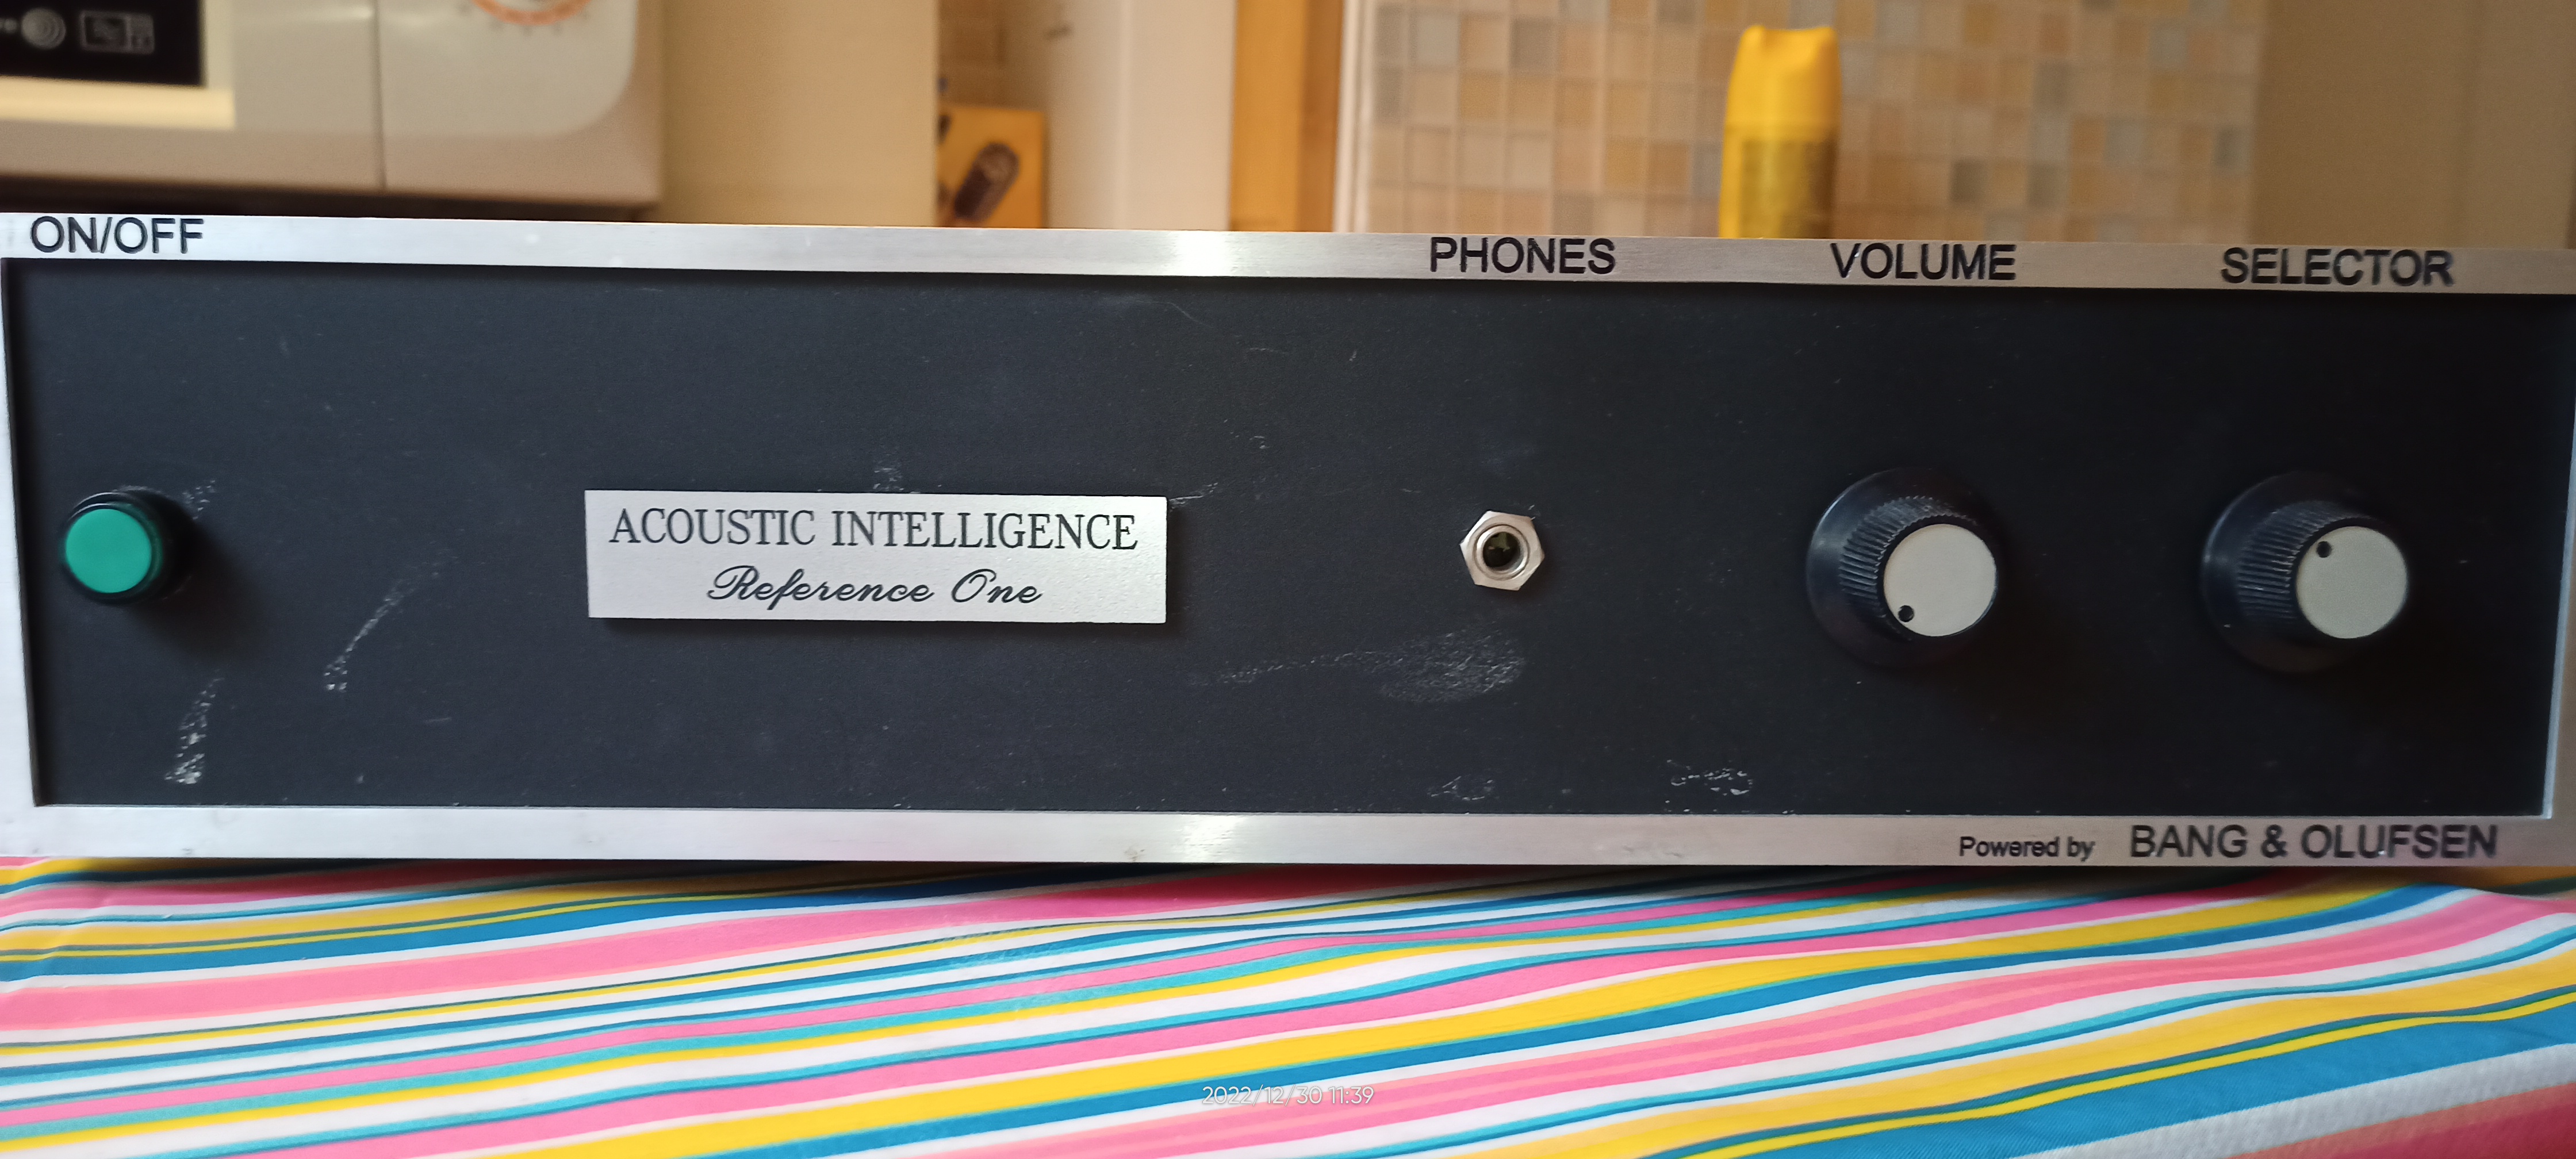 ON/OFF
PHONES
VOLUME
SELECTOR
ACOUSTIC INTELLIGENCE
Reference One
Powered by BANG & OLUFSEN
2022/12/30 11:39